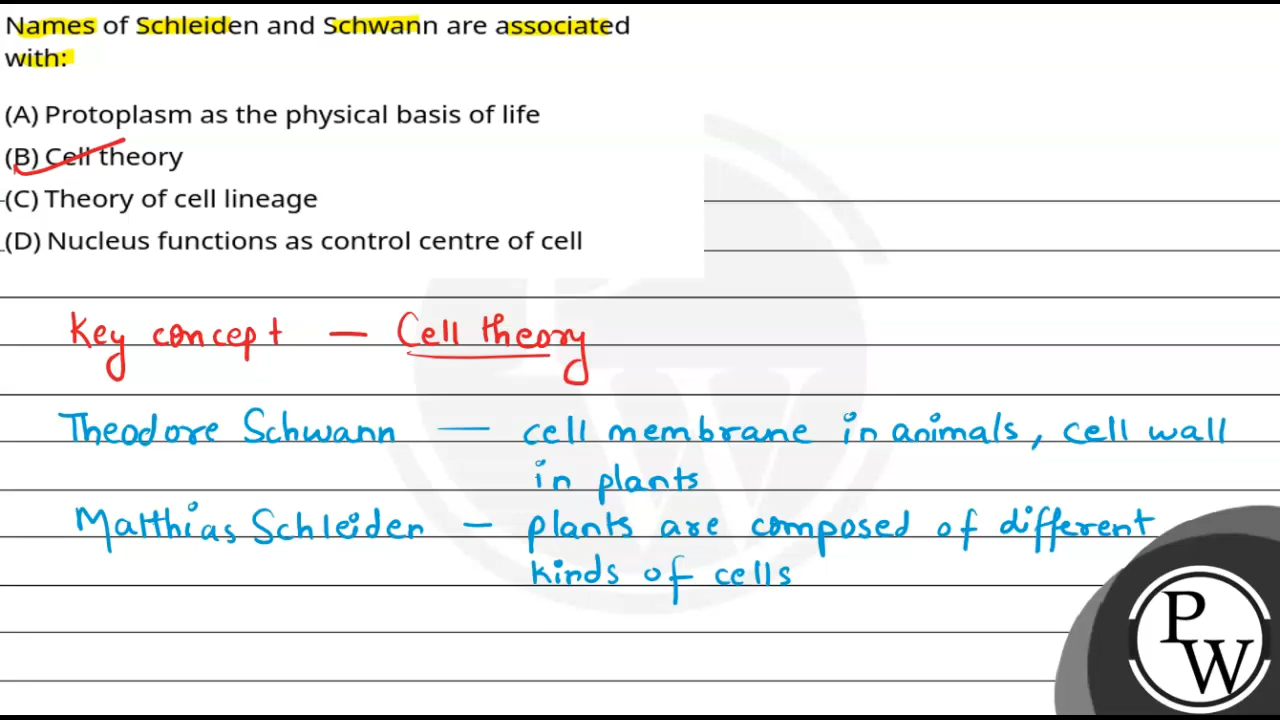 Names of Schleiden and Schwann are associated
with:
(A) Protoplasm as the physical basis of life
(B) Cell theory
(C) Theory of cell lineage
(D) Nucleus functions as control centre of cell
Key concept — Cell theory
Theodore Schwann — cell membrane in animals, cell wall
in plants
Matthias Schleiden — plants are composed of different
kinds of cells
P
W